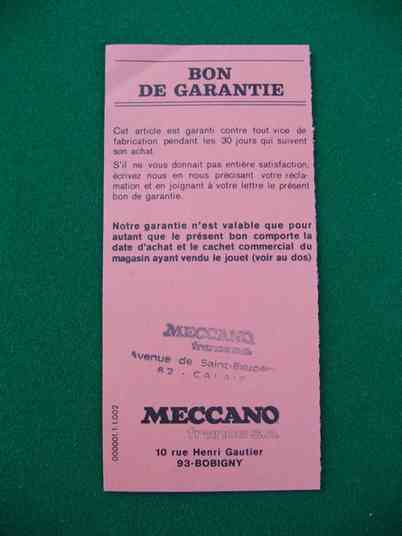 BON
DE GARANTIE
Cet article est garanti contre tout vice de
fabrication pendant les 30 jours qui suivent
son achat.
S'il ne vous donnait pas entière satisfaction,
écrivez nous en nous précisant votre récla-
mation et en joignant à votre lettre le présent
bon de garantie.
Notre garantie n'est valable que pour
autant que le présent bon comporte la
date d'achat et le cachet commercial du
magasin ayant vendu le jouet (voir au dos)
MECCANO
france s.a.
Avenue de Saint-Exupéry
62 - CALAIS
MECCANO
france s.a.
10 rue Henri Gautier
93-BOBIGNY